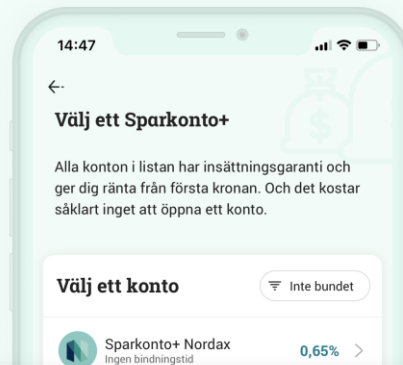 14:47
Välj ett Sparkonto+
Alla konton i listan har insättningsgaranti och
ger dig ränta från första kronan. Och det kostar
såklart inget att öppna ett konto.
Välj ett konto
Inte bundet
Sparkonto+ Nordax
0,65%
Ingen bindningstid